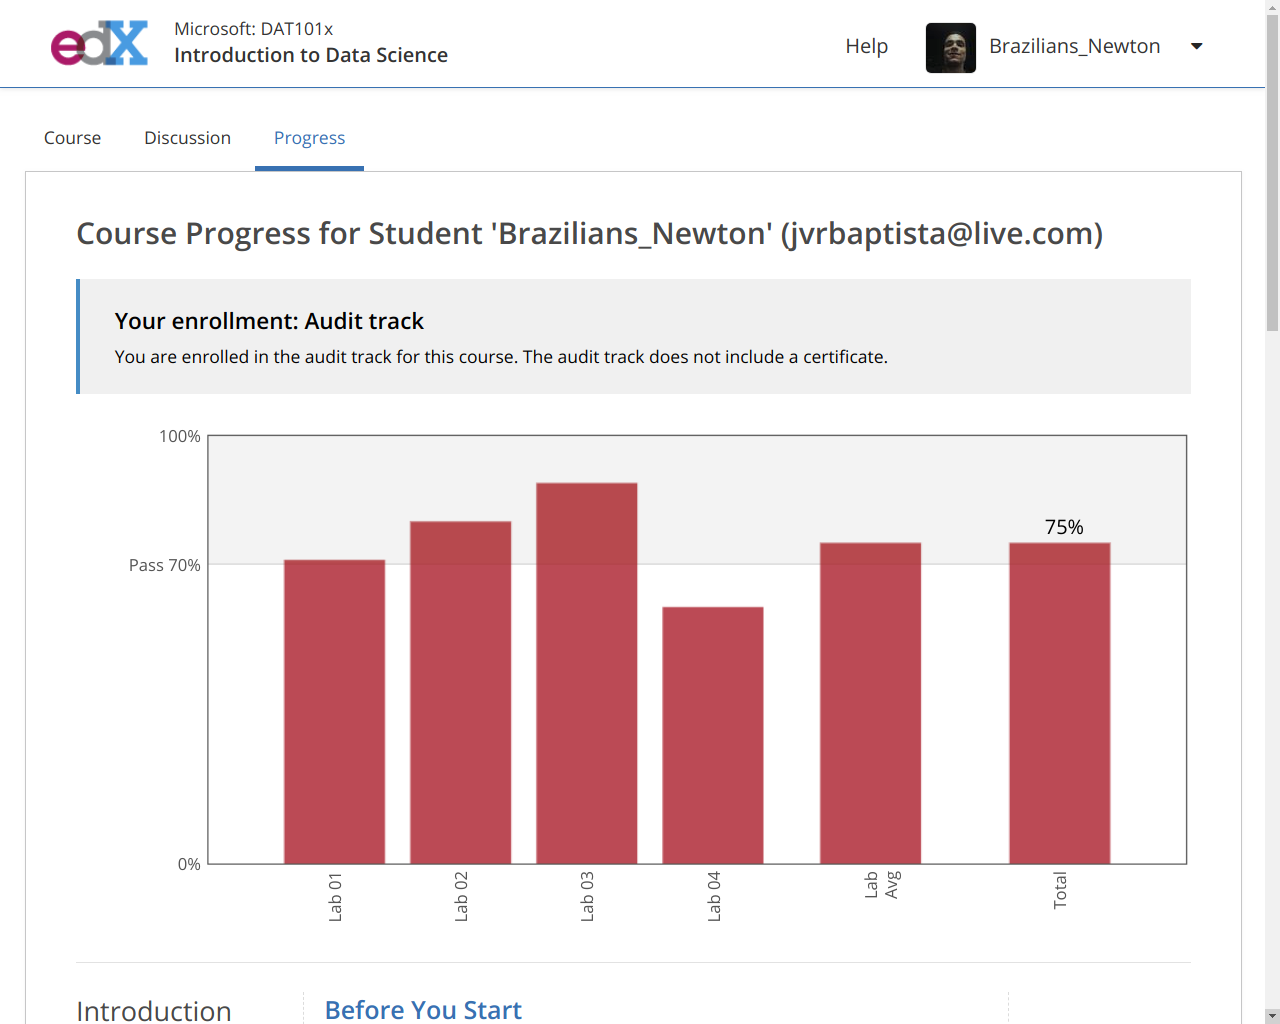 edX
Microsoft: DAT101x
Introduction to Data Science
Help
Brazilians_Newton
Course
Discussion
Progress
Course Progress for Student 'Brazilians_Newton' (jvrbaptista@live.com)
Your enrollment: Audit track
You are enrolled in the audit track for this course. The audit track does not include a certificate.
100%
Pass 70%
0%
75%
Lab 01
Lab 02
Lab 03
Lab 04
Lab
Avg
Total
Introduction
Before You Start